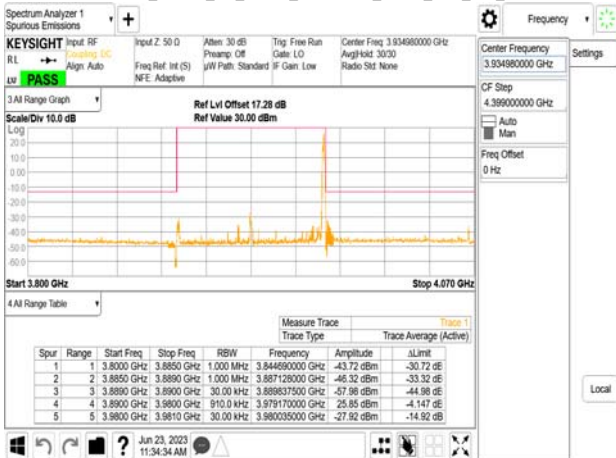 Spectrum Analyzer 1
Spurious Emissions
Frequency
KEYSIGHT Input: RF
Coupling: DC
Align: Auto
Input Z: 50 Ω
Freq Ref: Int (S)
NFE: Adaptive
Atten: 30 dB
Preamp: Off
µW Path: Standard
Trig: Free Run
Gate: LO
IF Gain: Low
Center Freq: 3.934980000 GHz
Avg|Hold: 30/30
Radio Std: None
RL
LV PASS
Center Frequency
3.934980000 GHz
Settings
CF Step
4.399000000 GHz
Auto
Man
Freq Offset
0 Hz
Local
3 All Range Graph
Scale/Div 10.0 dB
Ref Lvl Offset 17.28 dB
Ref Value 30.00 dBm
Log
20.0
10.0
0.00
-10.0
-20.0
-30.0
-40.0
-50.0
-60.0
Start 3.800 GHz
Stop 4.070 GHz
4 All Range Table
Measure Trace Trace 1
Trace Type Trace Average (Active)
Spur Range Start Freq Stop Freq RBW Frequency Amplitude ΔLimit
1 1 3.8000 GHz 3.8850 GHz 1.000 MHz 3.844690000 GHz -43.72 dBm -30.72 dB
2 2 3.8850 GHz 3.8890 GHz 1.000 MHz 3.887128000 GHz -46.32 dBm -33.32 dB
3 3 3.8890 GHz 3.8900 GHz 30.00 kHz 3.889837500 GHz -57.98 dBm -44.98 dB
4 4 3.8900 GHz 3.9800 GHz 910.0 kHz 3.979170000 GHz 25.85 dBm -4.147 dB
5 5 3.9800 GHz 3.9810 GHz 30.00 kHz 3.980035000 GHz -27.92 dBm -14.92 dB
Jun 23, 2023
11:34:34 AM